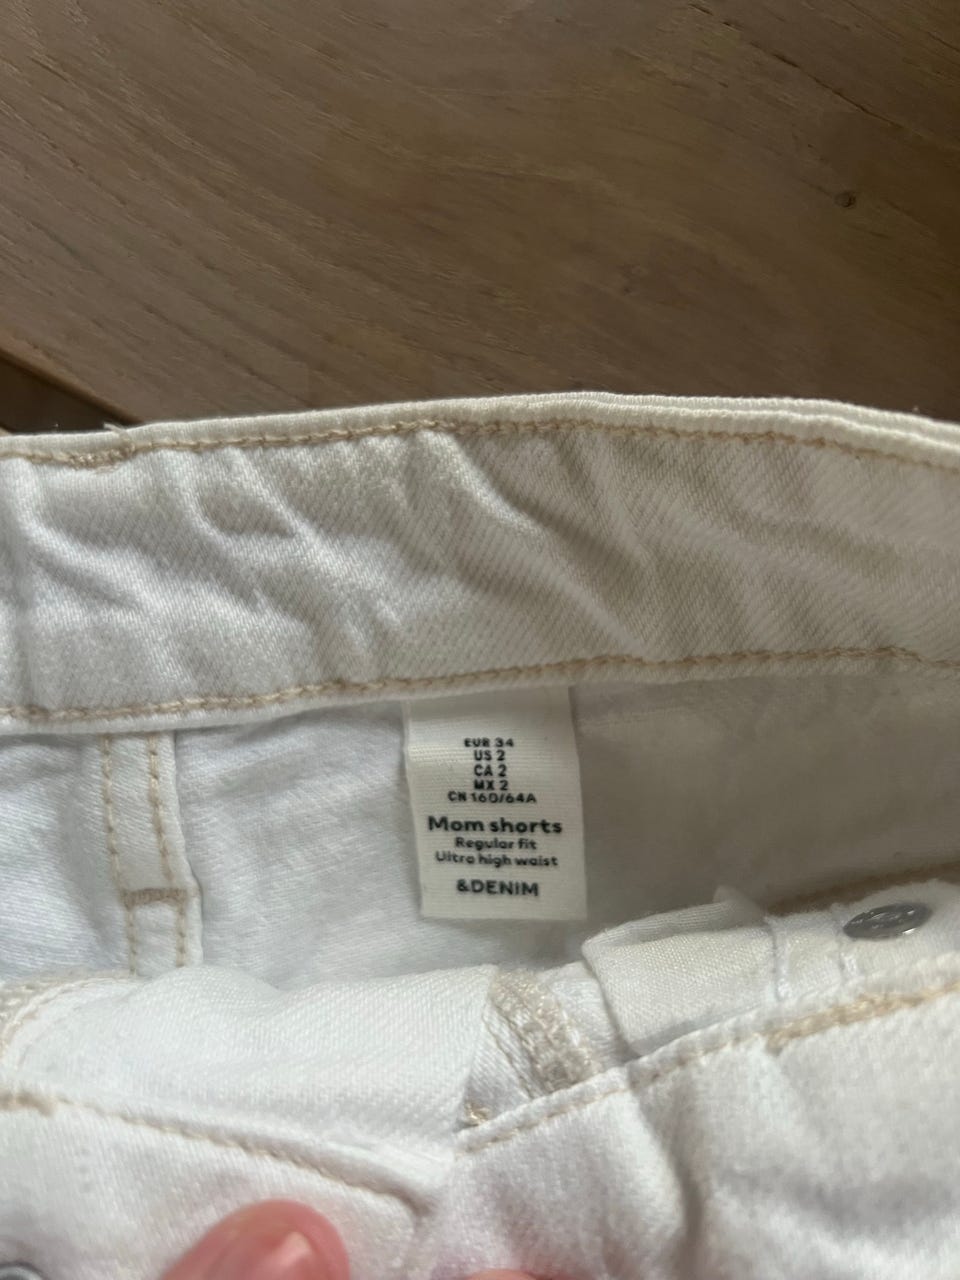 EUR 34
US 2
CA 2
MX 2
CN 160/64A
Mom shorts
Regular fit
Ultra high waist
&DENIM